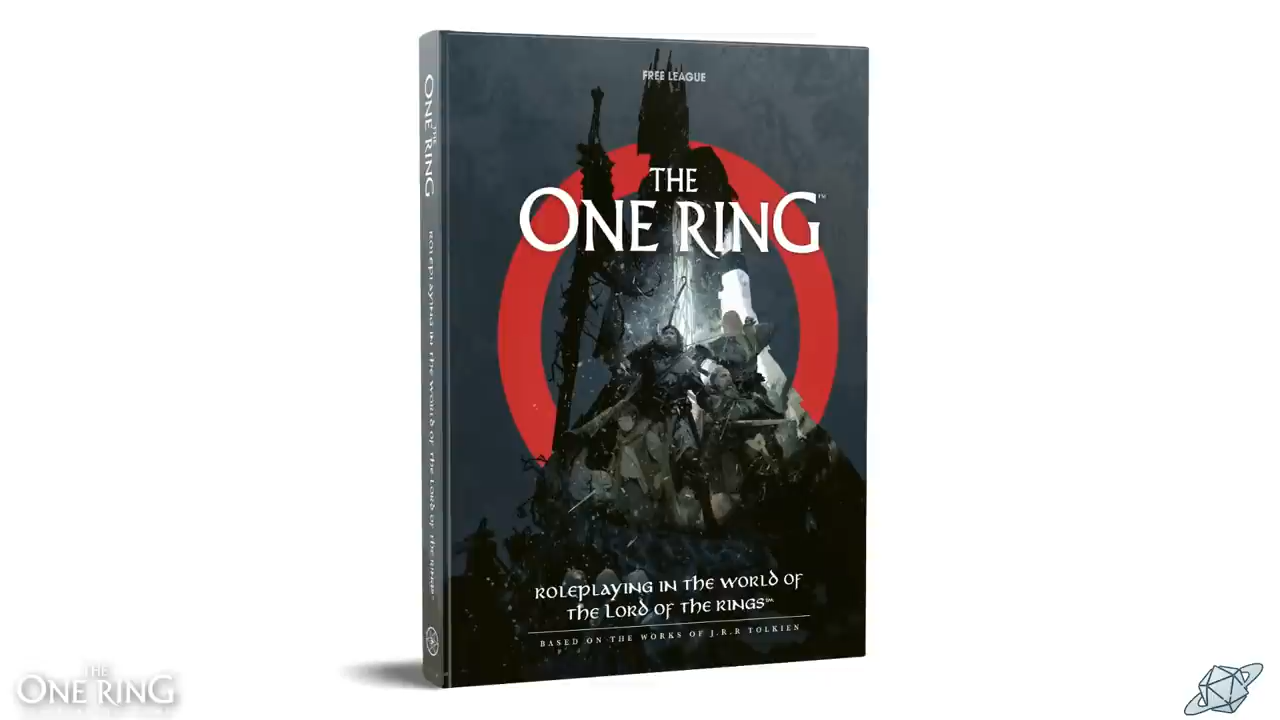 FREE LEAGUE
THE
ONE RING™
ROLEPLAYING IN THE WORLD OF
THE LORD OF THE RINGS™
BASED ON THE WORKS OF J.R.R TOLKIEN
THE ONE RING
ROLEPLAYING IN THE WORLD OF THE LORD OF THE RINGS™
THE
ONE RING